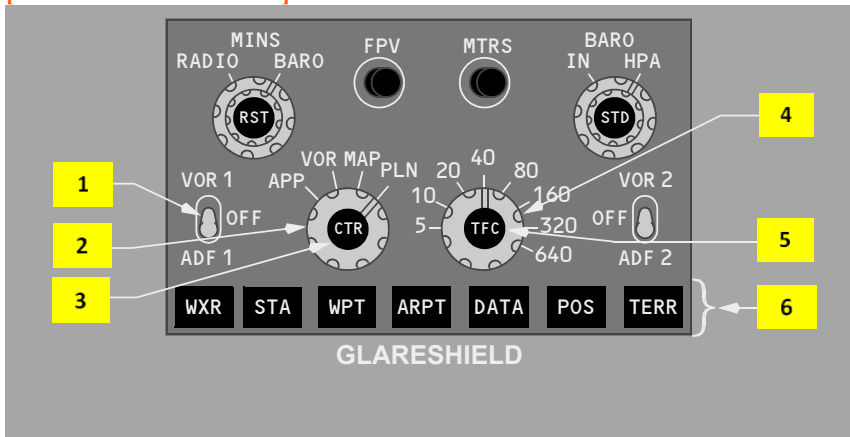 MINS
RADIO BARO
RST
FPV
MTRS
BARO
IN HPA
STD
4
1
VOR 1
OFF
ADF 1
APP VOR MAP PLN
CTR
5 10 20 40 80 160 320 640
TFC
VOR 2
OFF
ADF 2
2
3
5
WXR STA WPT ARPT DATA POS TERR
6
GLARESHIELD